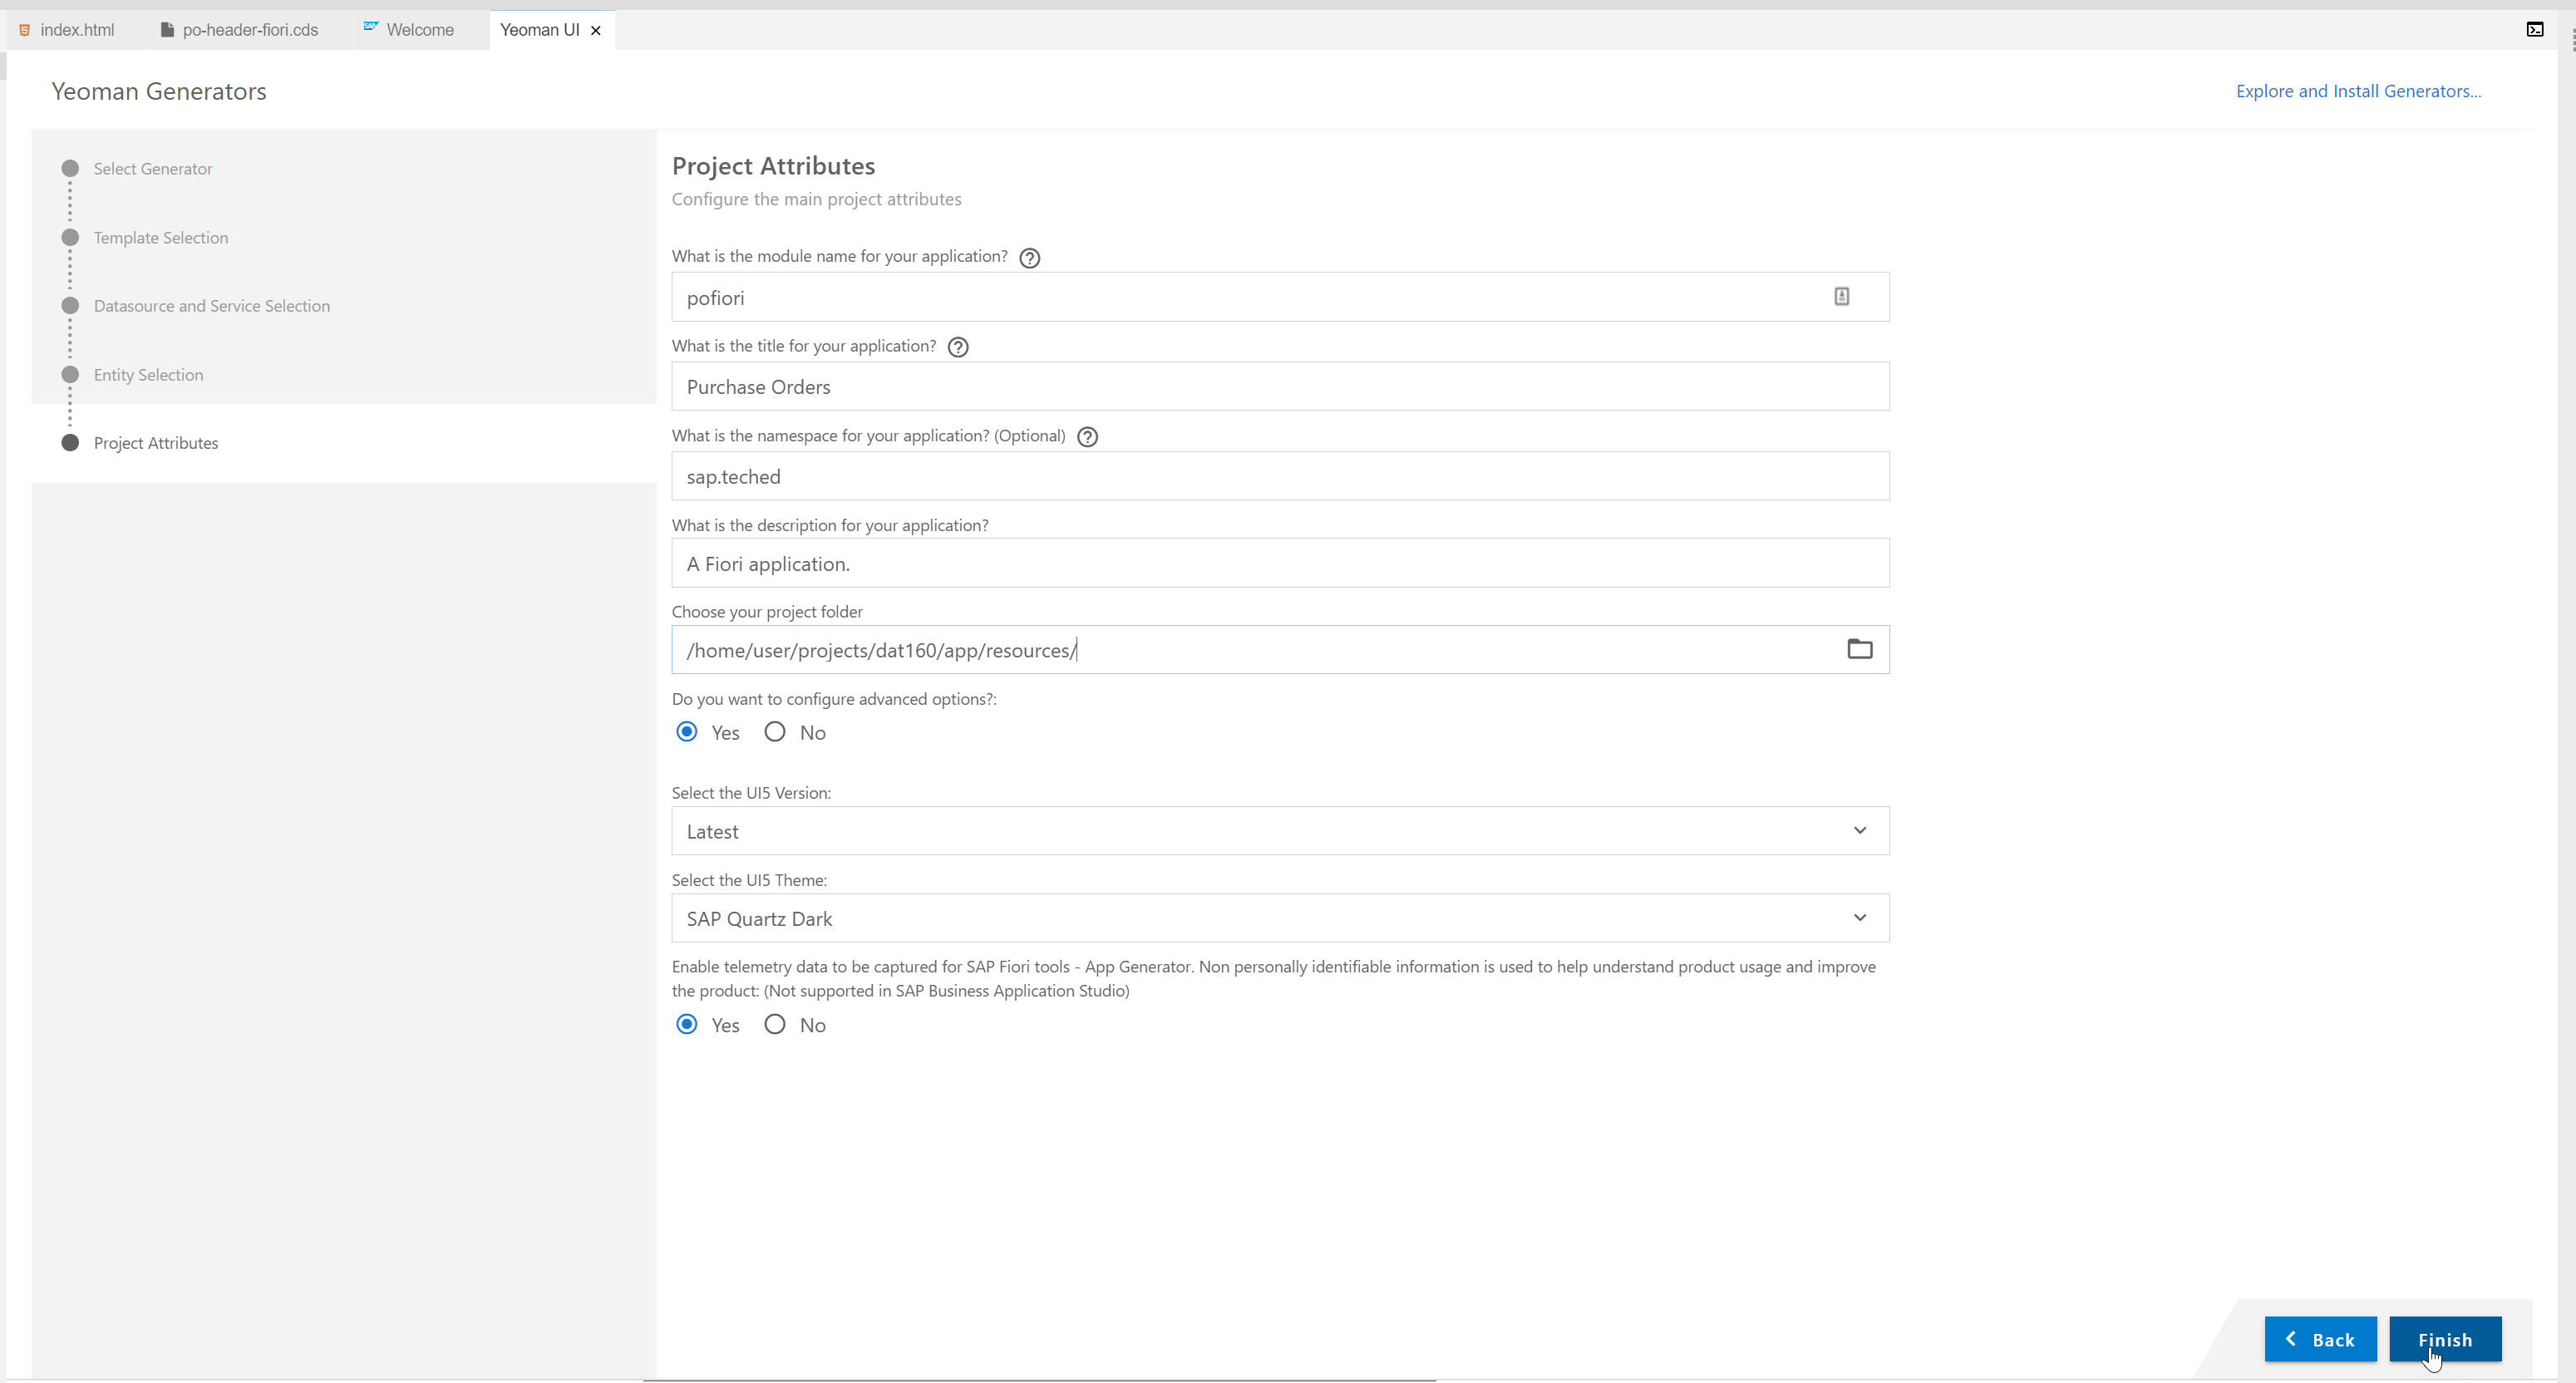 index.html
po-header-fiori.cds
SAP
Welcome
Yeoman UI
Yeoman Generators
Explore and Install Generators...
Select Generator
Template Selection
Datasource and Service Selection
Entity Selection
Project Attributes
Project Attributes
Configure the main project attributes
What is the module name for your application?
pofiori
What is the title for your application?
Purchase Orders
What is the namespace for your application? (Optional)
sap.teched
What is the description for your application?
A Fiori application.
Choose your project folder
/home/user/projects/dat160/app/resources/
Do you want to configure advanced options?:
Yes No
Select the UI5 Version:
Latest
Select the UI5 Theme:
SAP Quartz Dark
Enable telemetry data to be captured for SAP Fiori tools - App Generator. Non personally identifiable information is used to help understand product usage and improve
the product: (Not supported in SAP Business Application Studio)
Yes No
Back
Finish